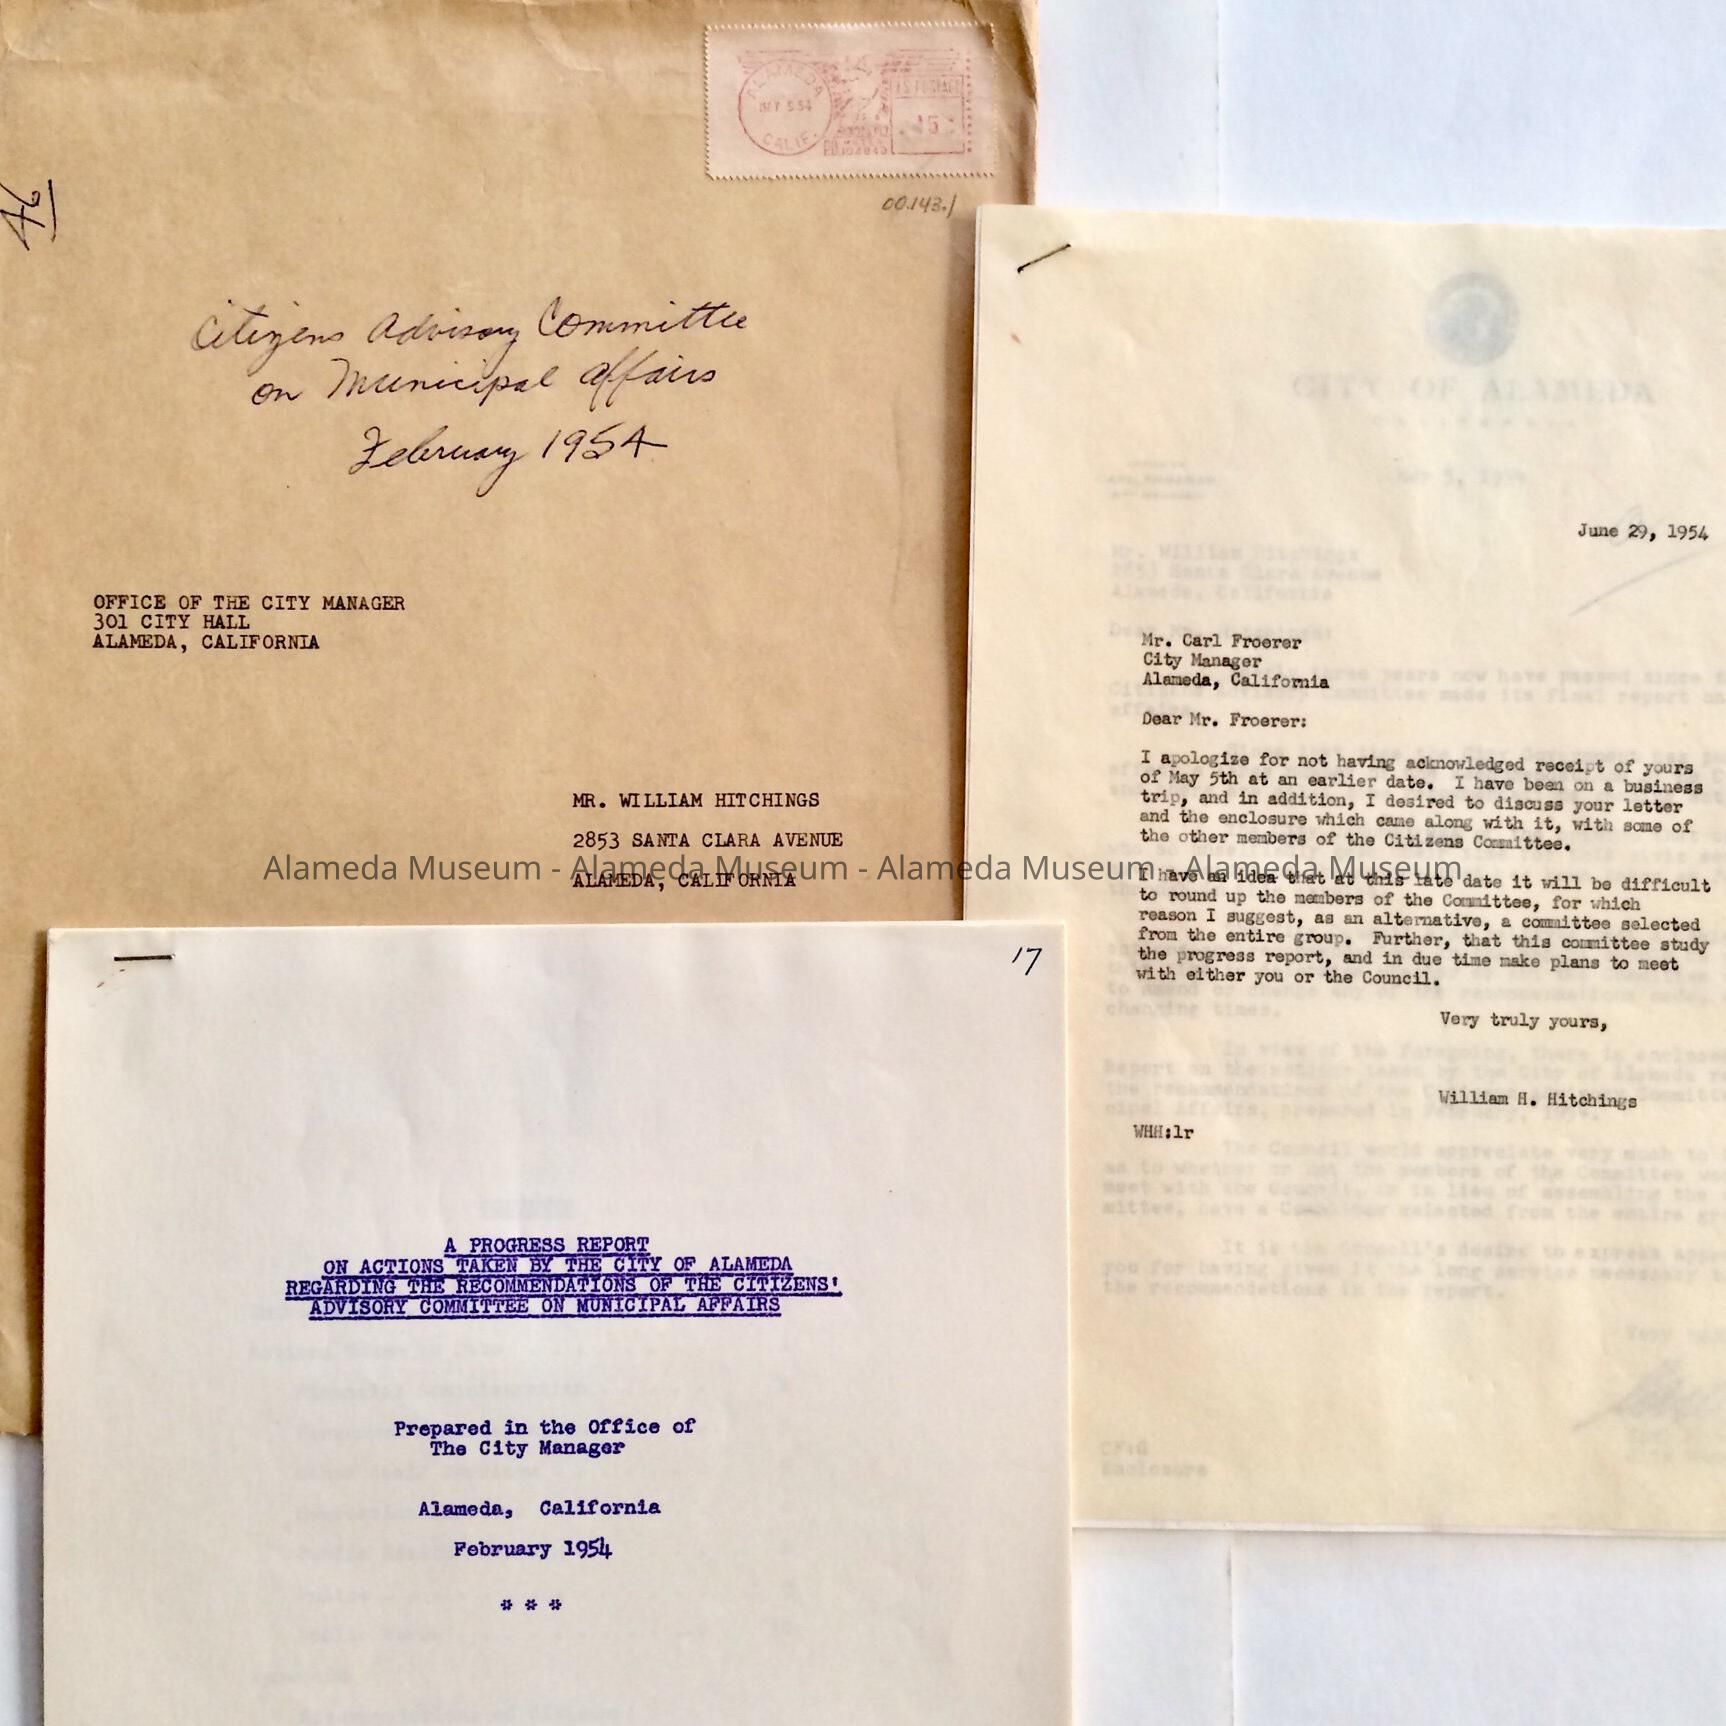 ALAMEDA
MAY 5 54
CALIF.
U.S. POSTAGE
15
00.143.1
Citizens Advisory Committee
on Municipal Affairs
February 1954
OFFICE OF THE CITY MANAGER
301 CITY HALL
ALAMEDA, CALIFORNIA
MR. WILLIAM HITCHINGS
2853 SANTA CLARA AVENUE
ALAMEDA, CALIFORNIA
Alameda Museum - Alameda Museum - Alameda Museum - Alameda Museum
CITY OF ALAMEDA
June 29, 1954
Mr. William Hitchings
2853 Santa Clara Avenue
Alameda, California
Mr. Carl Froerer
City Manager
Alameda, California
Dear Mr. Froerer:
I apologize for not having acknowledged receipt of yours
of May 5th at an earlier date. I have been on a business
trip, and in addition, I desired to discuss your letter
and the enclosure which came along with it, with some of
the other members of the Citizens Committee.
I have an idea that at this late date it will be difficult
to round up the members of the Committee, for which
reason I suggest, as an alternative, a committee selected
from the entire group. Further, that this committee study
the progress report, and in due time make plans to meet
with either you or the Council.
Very truly yours,
William H. Hitchings
WHH:lr
17
A PROGRESS REPORT
ON ACTIONS TAKEN BY THE CITY OF ALAMEDA
REGARDING THE RECOMMENDATIONS OF THE CITIZENS'
ADVISORY COMMITTEE ON MUNICIPAL AFFAIRS
Prepared in the Office of
The City Manager
Alameda, California
February 1954
* * *